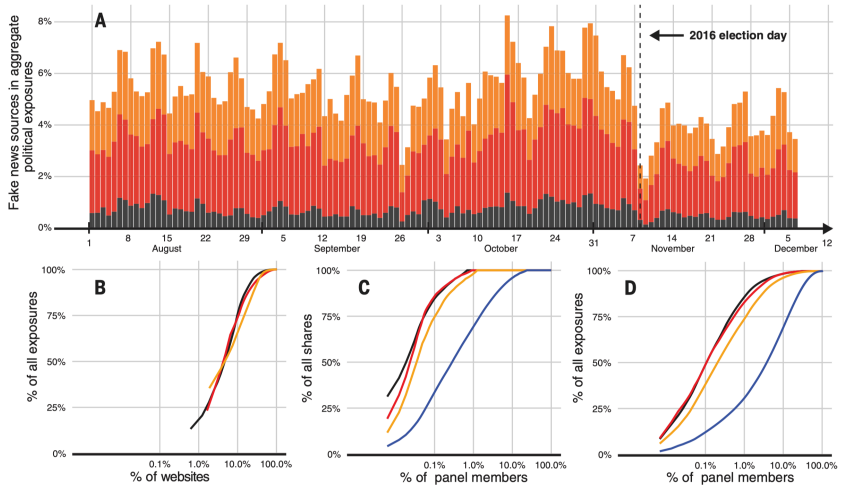 A
Fake news sources in aggregate
political exposures
8%
6%
4%
2%
0%
2016 election day
1 8 15 22 29 5 12 19 26 3 10 17 24 31 7 14 21 28 5 12
August September October November December
B
% of all exposures
100%
75%
50%
25%
0%
0.1% 1.0% 10.0% 100.0%
% of websites
C
% of all shares
100%
75%
50%
25%
0%
0.1% 1.0% 10.0% 100.0%
% of panel members
D
% of all exposures
100%
75%
50%
25%
0%
0.1% 1.0% 10.0% 100.0%
% of panel members